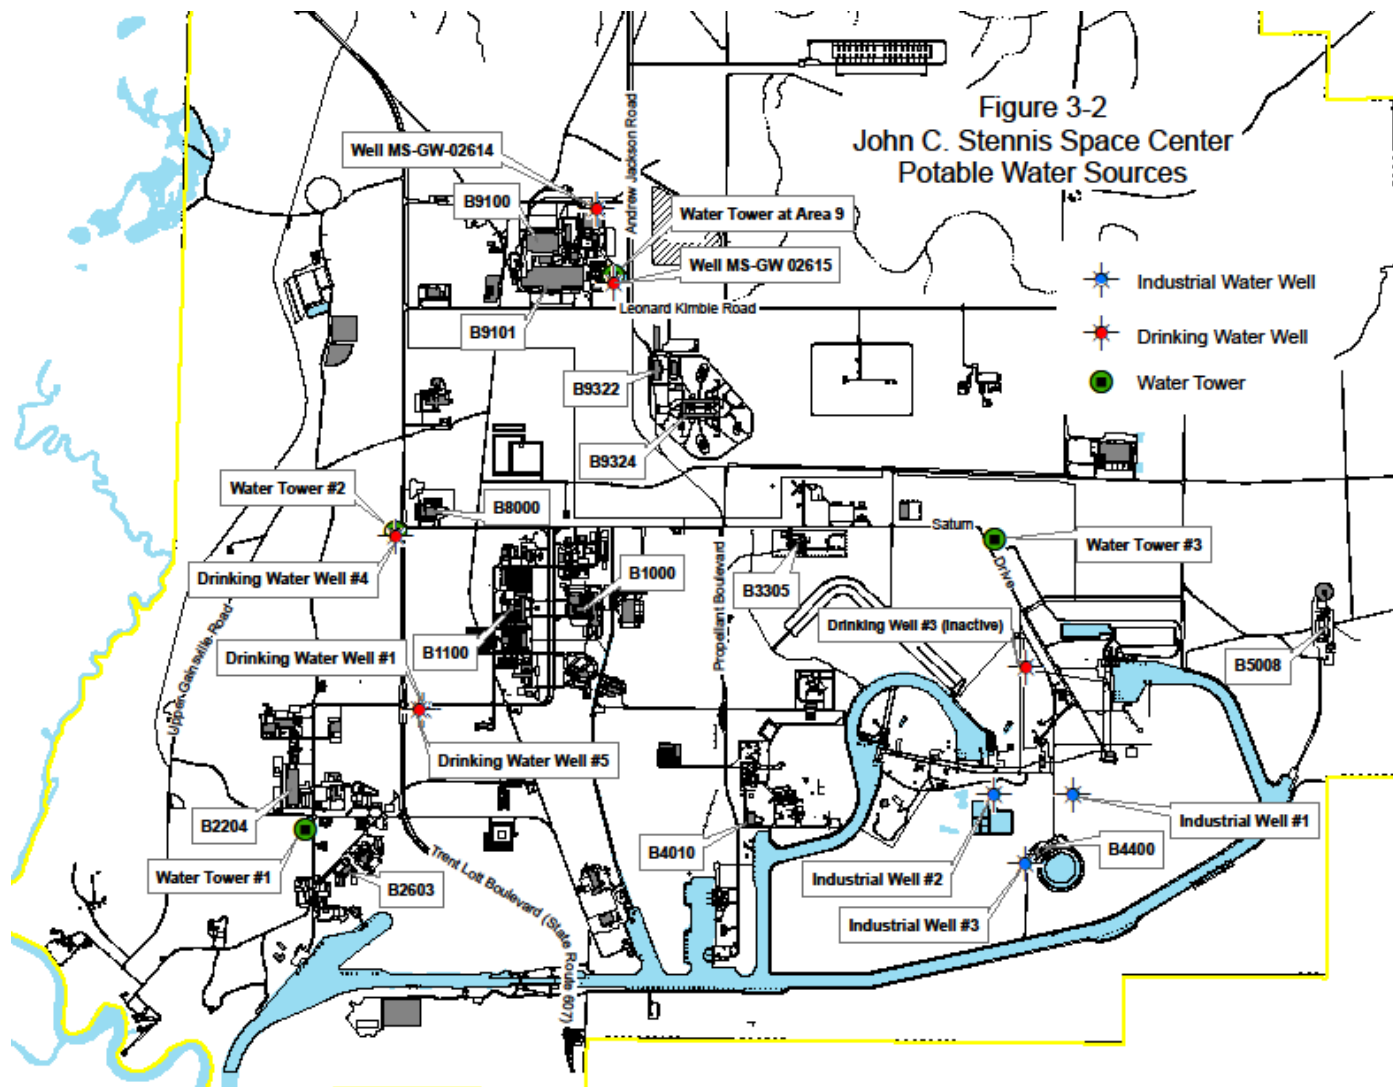 Figure 3-2
John C. Stennis Space Center
Potable Water Sources
Well MS-GW-02614
Andrew Jackson Road
B9100
Water Tower at Area 9
Well MS-GW 02615
Industrial Water Well
Leonard Kimble Road
B9101
Drinking Water Well
B9322
Water Tower
B9324
Water Tower #2
B8000
Saturn
Drive
Water Tower #3
Drinking Water Well #4
B1000
B3305
Propellant Boulevard
Upper Gainsville Road
Drinking Well #3 (Inactive)
B1100
Drinking Water Well #1
B5008
Drinking Water Well #5
B2204
Industrial Well #1
B4010
B4400
Water Tower #1
Trent Lott Boulevard (State Route 607)
B2603
Industrial Well #2
Industrial Well #3